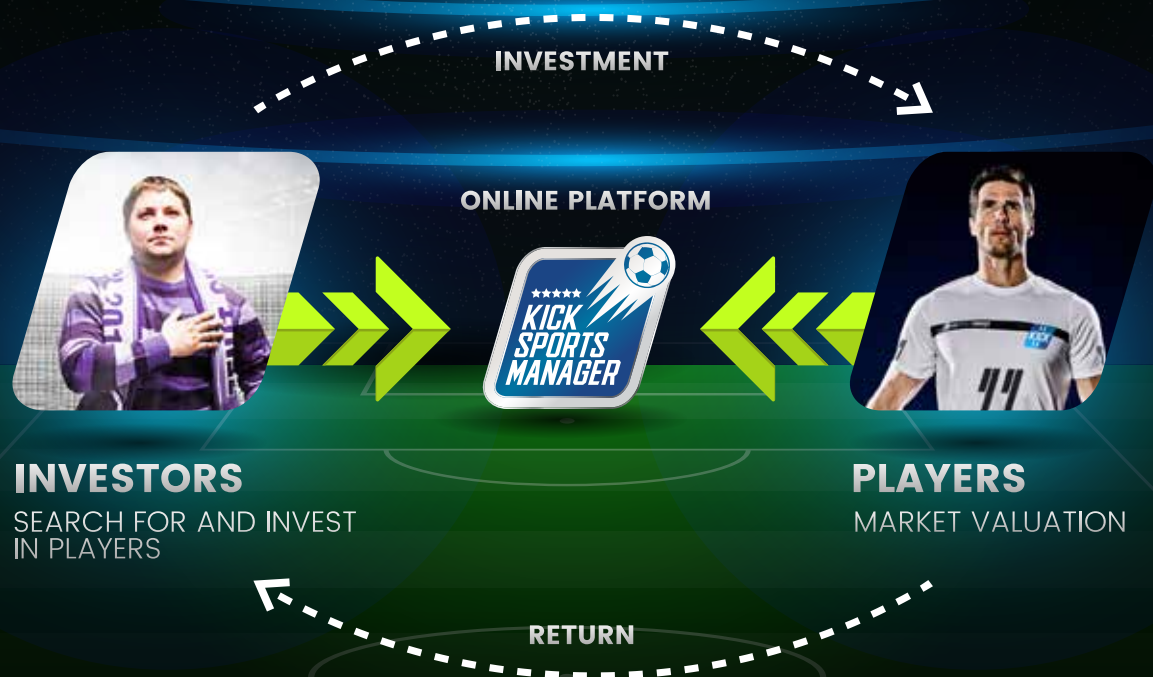 INVESTMENT
ONLINE PLATFORM
KICK
SPORTS
MANAGER
INVESTORS
SEARCH FOR AND INVEST
IN PLAYERS
PLAYERS
MARKET VALUATION
RETURN